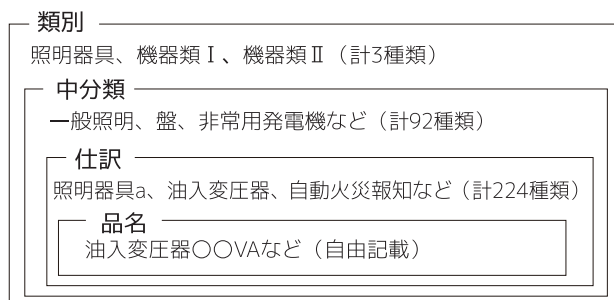 類別
照明器具、機器類Ⅰ、機器類Ⅱ（計3種類）
中分類
一般照明、盤、非常用発電機など（計92種類）
仕訳
照明器具a、油入変圧器、自動火災報知など（計224種類）
品名
油入変圧器〇〇VAなど（自由記載）